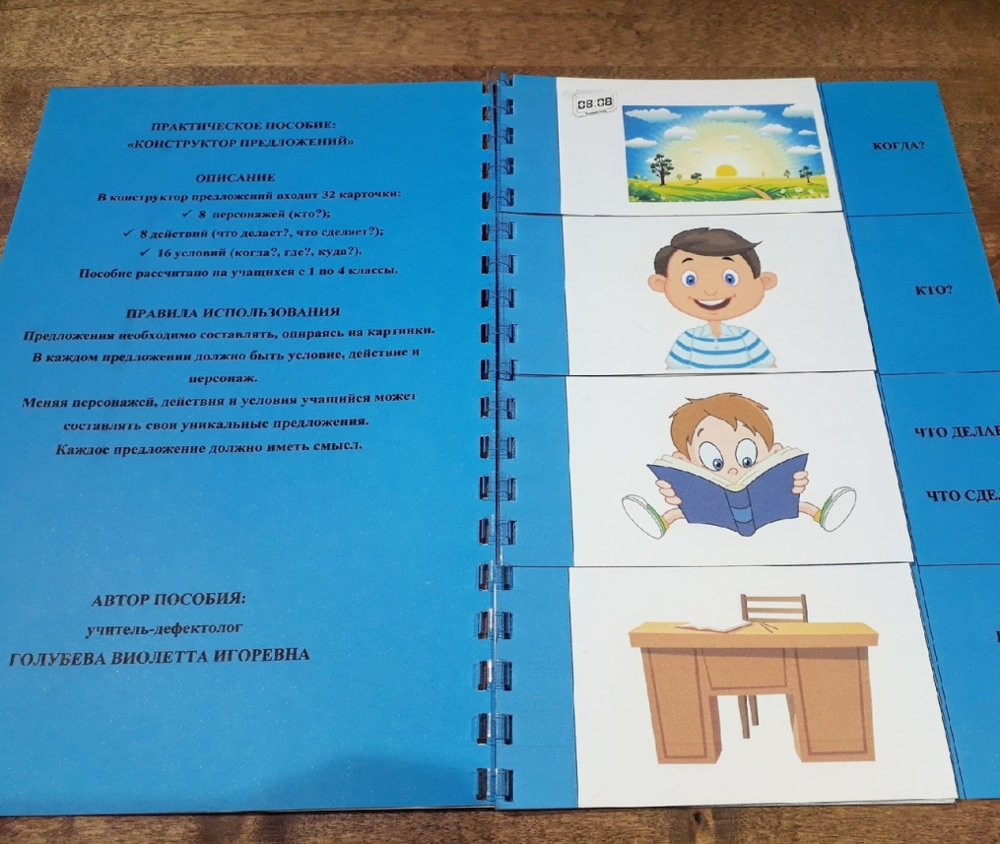 ПРАКТИЧЕСКОЕ ПОСОБИЕ:
«КОНСТРУКТОР ПРЕДЛОЖЕНИЙ»
ОПИСАНИЕ
В конструктор предложений входит 32 карточки:
✓ 8 персонажей (кто?);
✓ 8 действий (что делает?, что сделает?);
✓ 16 условий (когда?, где?, куда?).
Пособие рассчитано на учащихся с 1 по 4 классы.
ПРАВИЛА ИСПОЛЬЗОВАНИЯ
Предложения необходимо составлять, опираясь на картинки.
В каждом предложении должно быть условие, действие и
персонаж.
Меняя персонажей, действия и условия учащийся может
составлять свои уникальные предложения.
Каждое предложение должно иметь смысл.
АВТОР ПОСОБИЯ:
учитель-дефектолог
ГОЛУБЕВА ВИОЛЕТТА ИГОРЕВНА
08:08
КОГДА?
КТО?
ЧТО ДЕЛАЕ
ЧТО СДЕ